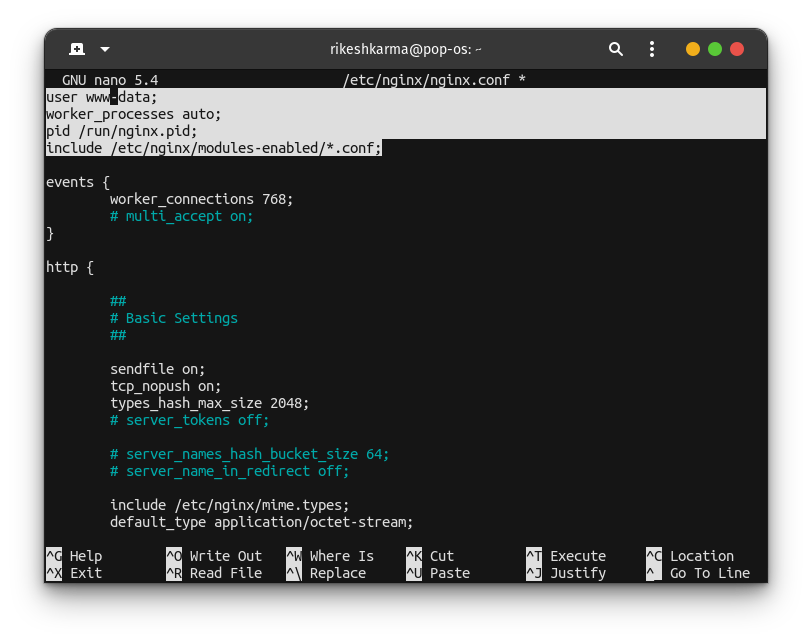 rikeshkarma@pop-os: ~
GNU nano 5.4 /etc/nginx/nginx.conf *
user www-data;
worker_processes auto;
pid /run/nginx.pid;
include /etc/nginx/modules-enabled/*.conf;
events {
worker_connections 768;
# multi_accept on;
}
http {
##
# Basic Settings
##
sendfile on;
tcp_nopush on;
types_hash_max_size 2048;
# server_tokens off;
# server_names_hash_bucket_size 64;
# server_name_in_redirect off;
include /etc/nginx/mime.types;
default_type application/octet-stream;
^G Help ^O Write Out ^W Where Is ^K Cut ^T Execute ^C Location
^X Exit ^R Read File ^\ Replace ^U Paste ^J Justify ^_ Go To Line